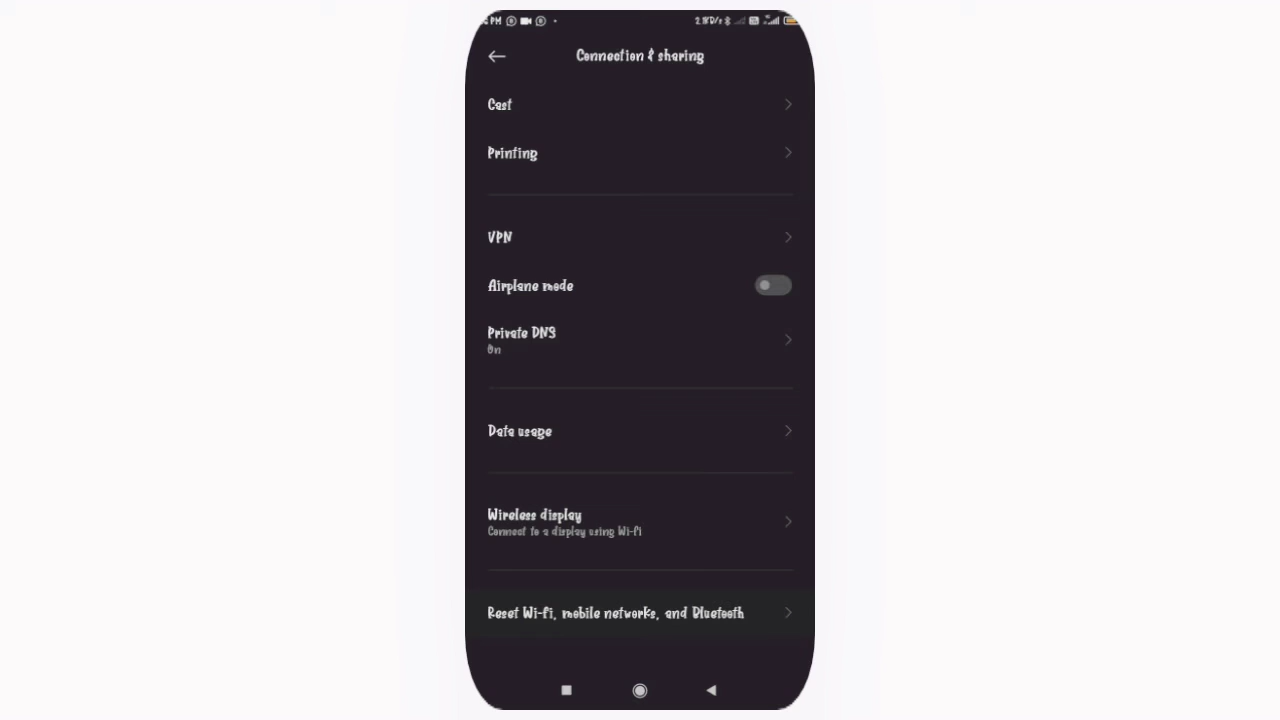 PM
Connection & sharing
Cast
Printing
VPN
Airplane mode
Private DNS
On
Data usage
Wireless display
Connect to a display using Wi-Fi
Reset Wi-Fi, mobile networks, and Bluetooth